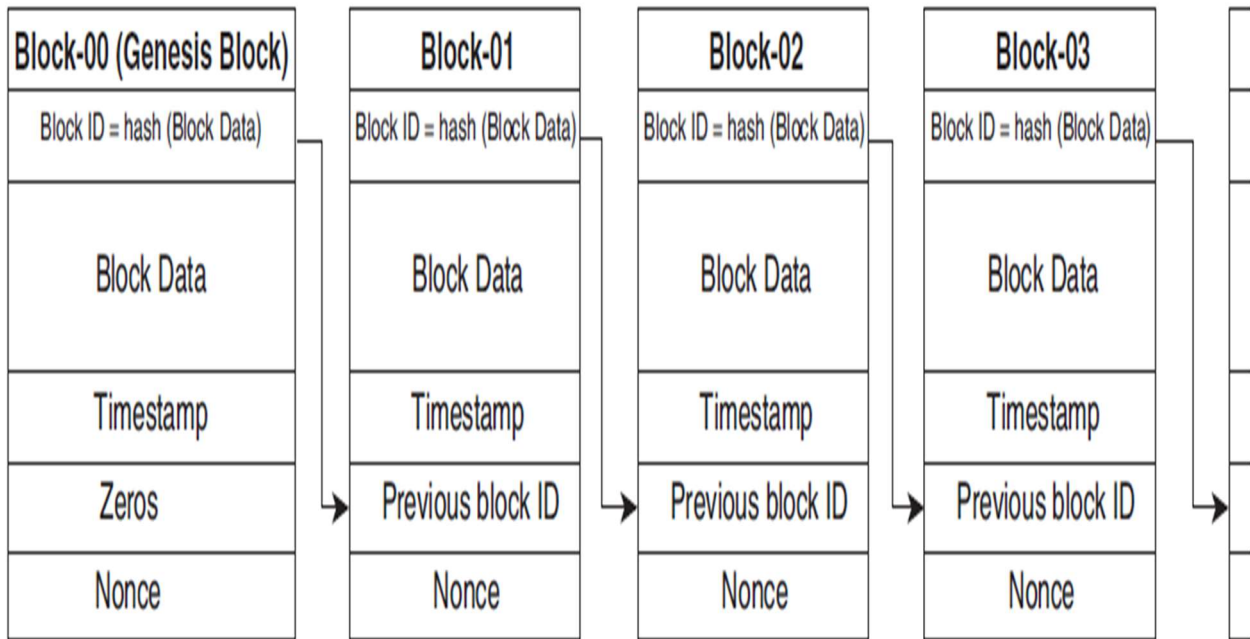 Block-00 (Genesis Block)
Block ID = hash (Block Data)
Block Data
Timestamp
Zeros
Nonce
Block-01
Block ID = hash (Block Data)
Block Data
Timestamp
Previous block ID
Nonce
Block-02
Block ID = hash (Block Data)
Block Data
Timestamp
Previous block ID
Nonce
Block-03
Block ID = hash (Block Data)
Block Data
Timestamp
Previous block ID
Nonce